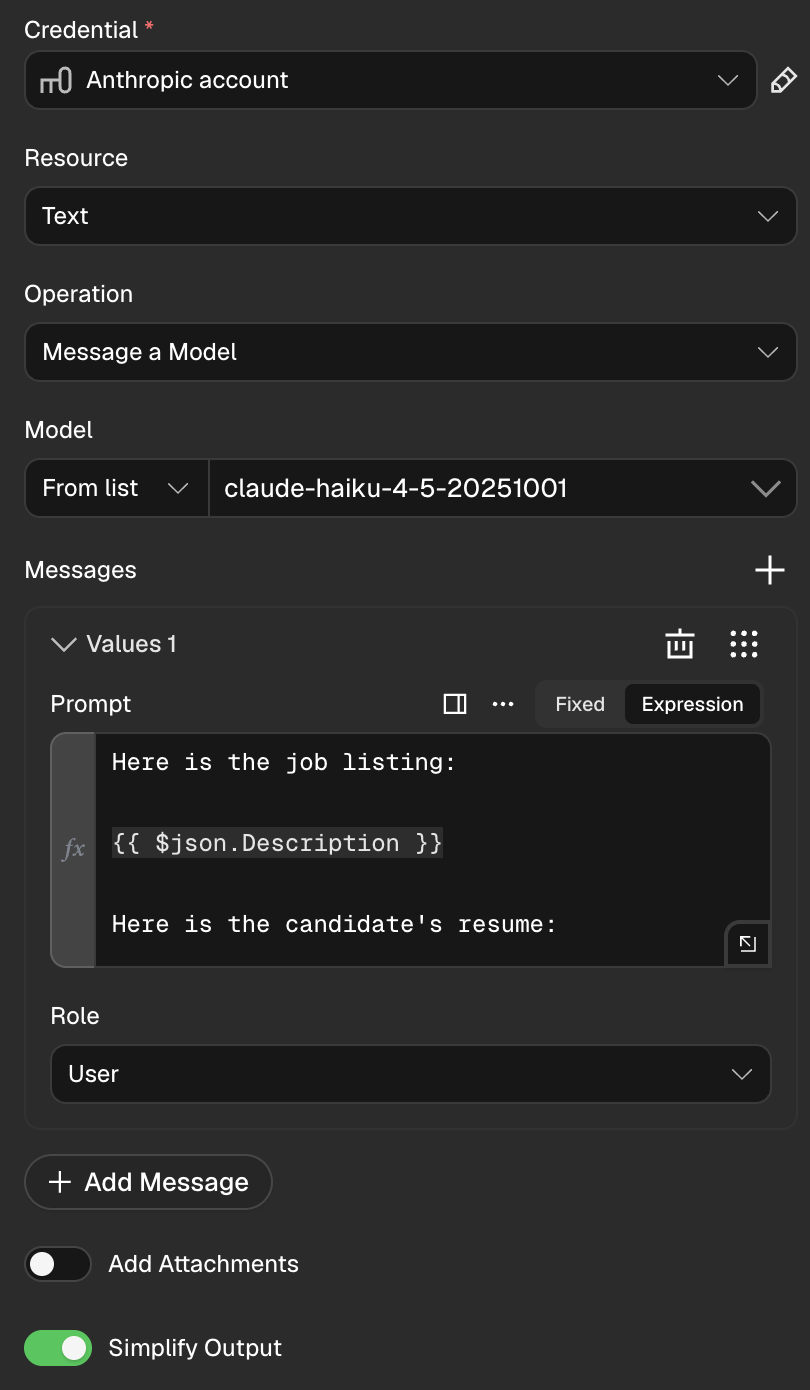 Credential *
Anthropic account
Resource
Text
Operation
Message a Model
Model
From list
claude-haiku-4-5-20251001
Messages
Values 1
Prompt
Fixed
Expression
Here is the job listing:
fx
{{ $json.Description }}
Here is the candidate's resume:
Role
User
Add Message
Add Attachments
Simplify Output